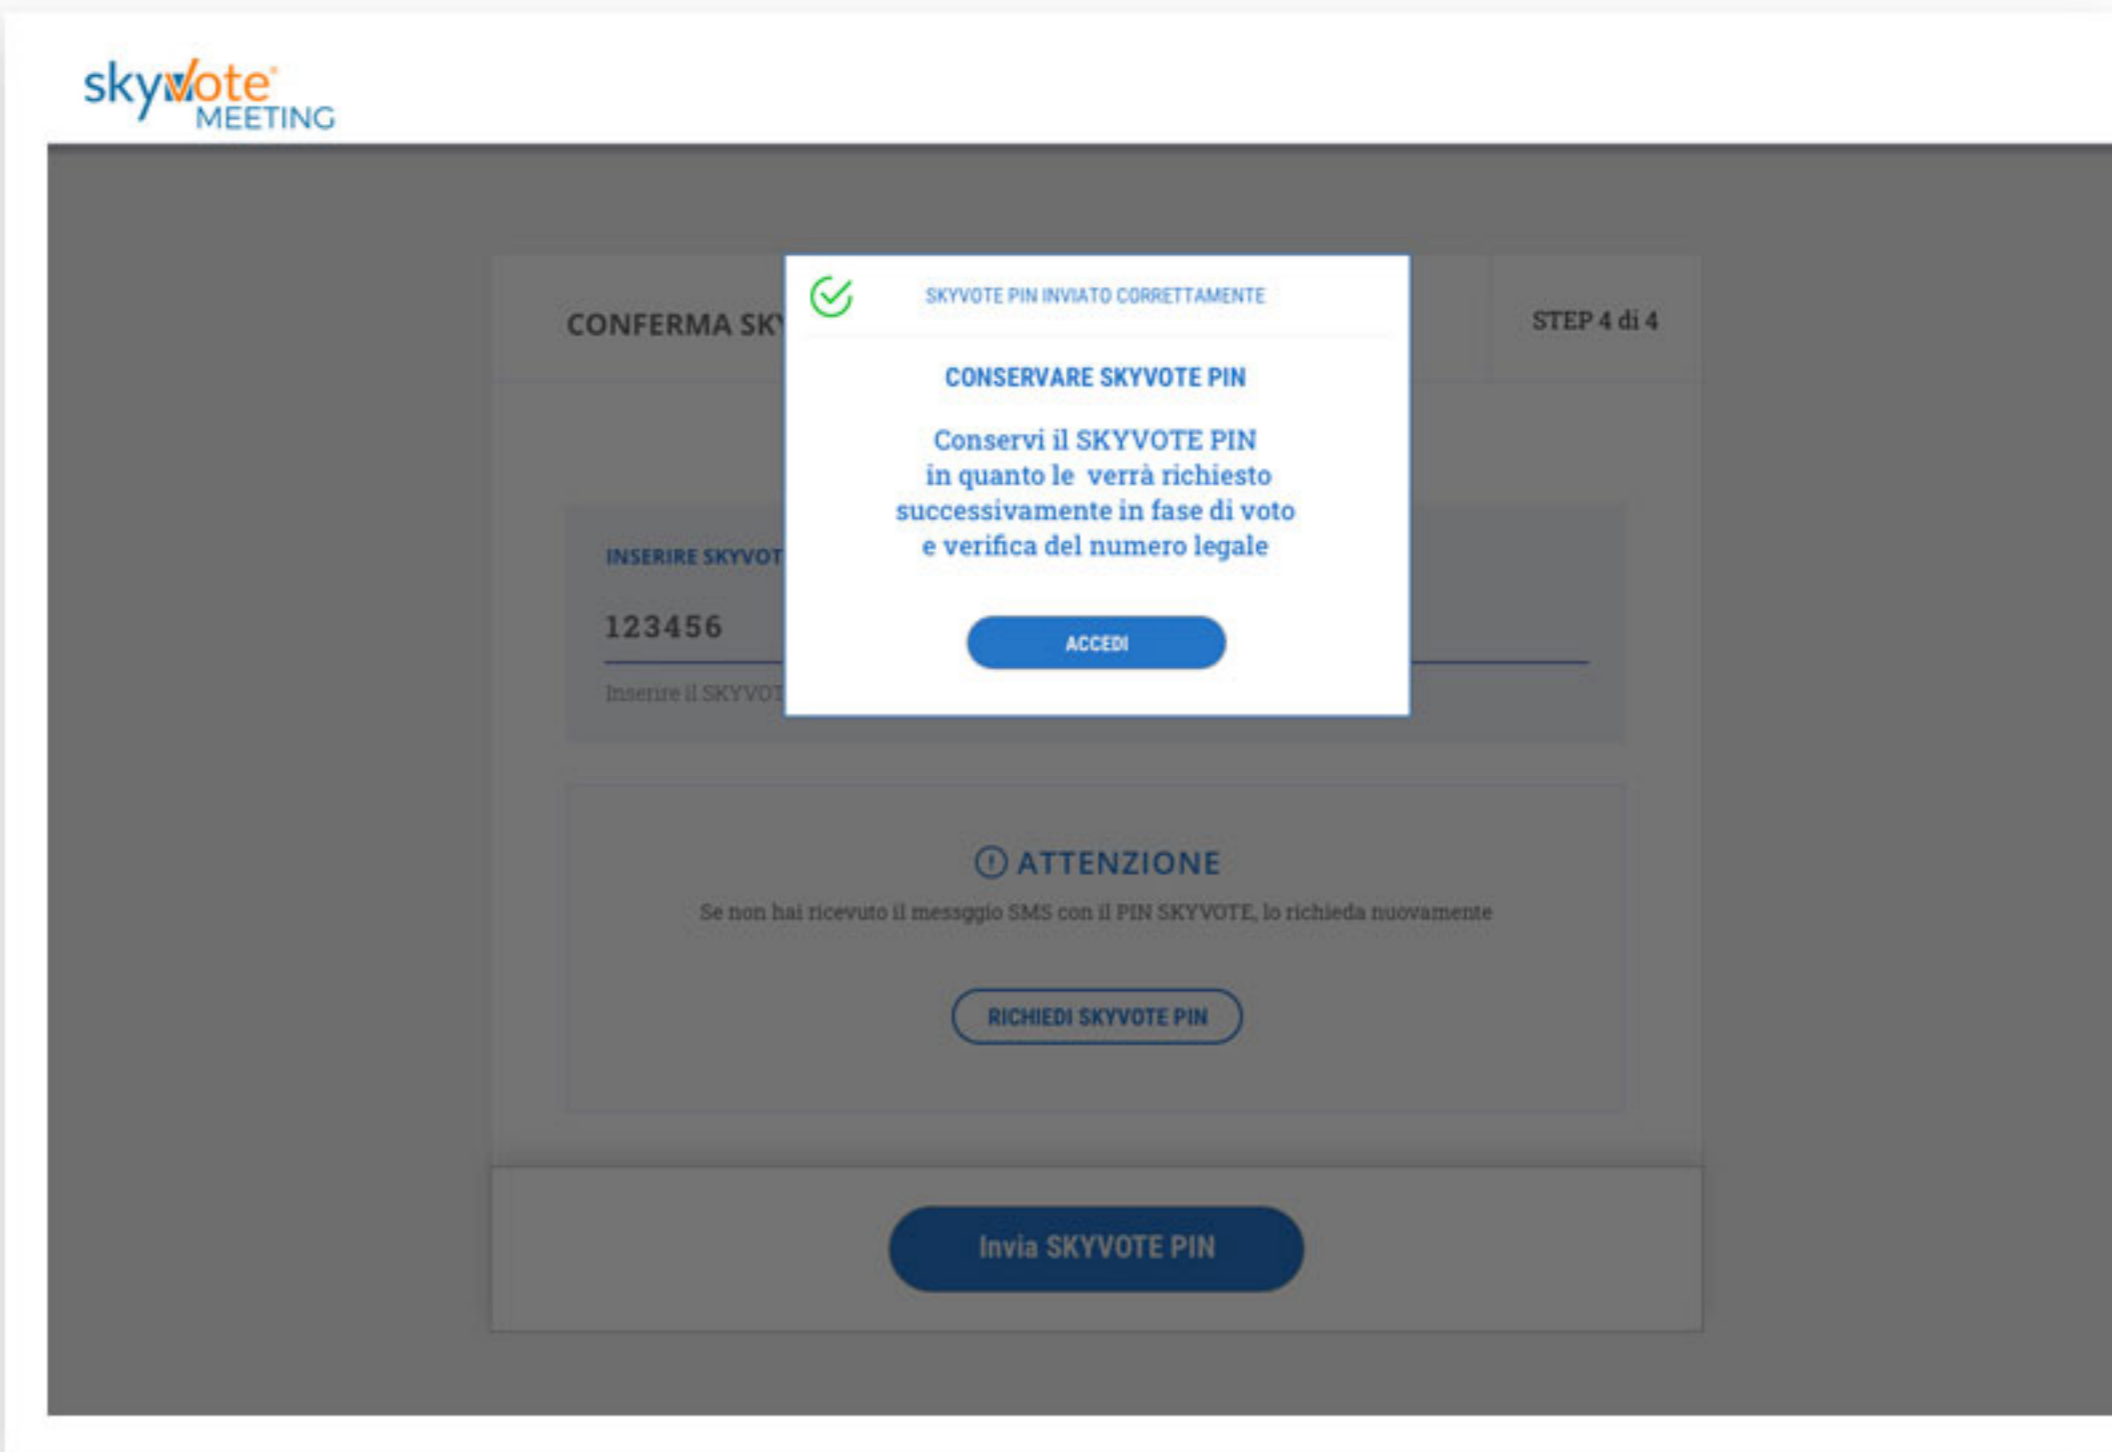 skyvote®
MEETING
CONFERMA SKY
STEP 4 di 4
SKYVOTE PIN INVIATO CORRETTAMENTE
CONSERVARE SKYVOTE PIN
Conservi il SKYVOTE PIN
in quanto le verrà richiesto
successivamente in fase di voto
e verifica del numero legale
ACCEDI
INSERIRE SKYVOT
123456
Inserire il SKYVOT
ATTENZIONE
Se non hai ricevuto il messggio SMS con il PIN SKYVOTE, lo richieda nuovamente
RICHIEDI SKYVOTE PIN
Invia SKYVOTE PIN